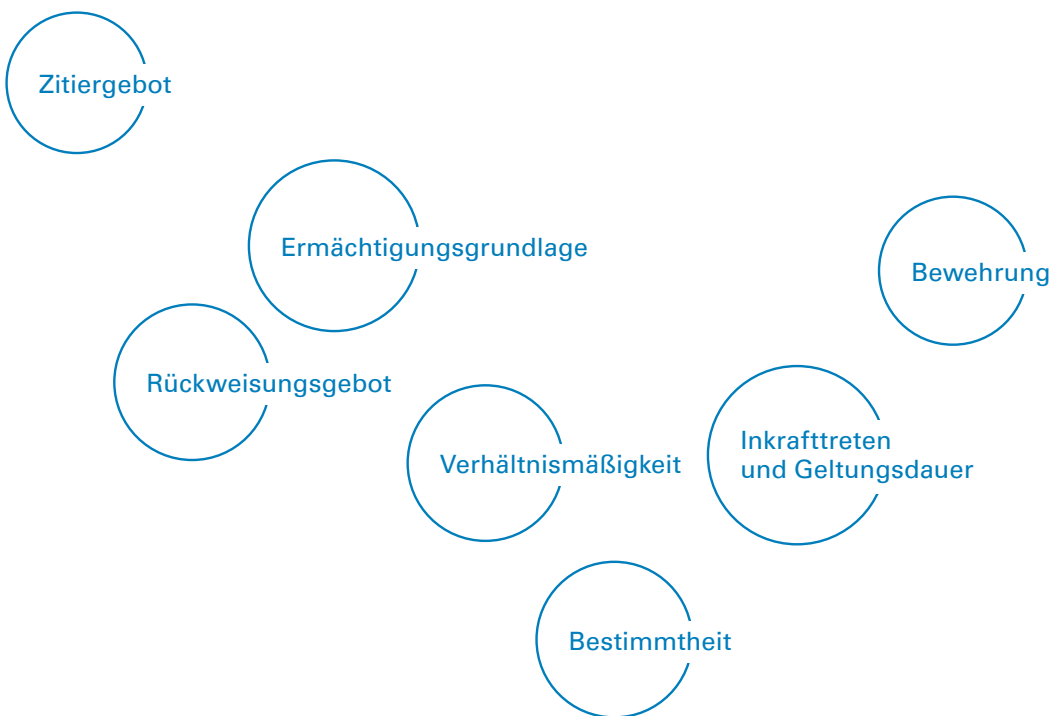 Zitiergebot
Ermächtigungsgrundlage
Bewehrung
Rückweisungsgebot
Verhältnismäßigkeit
Inkrafttreten
und Geltungsdauer
Bestimmtheit